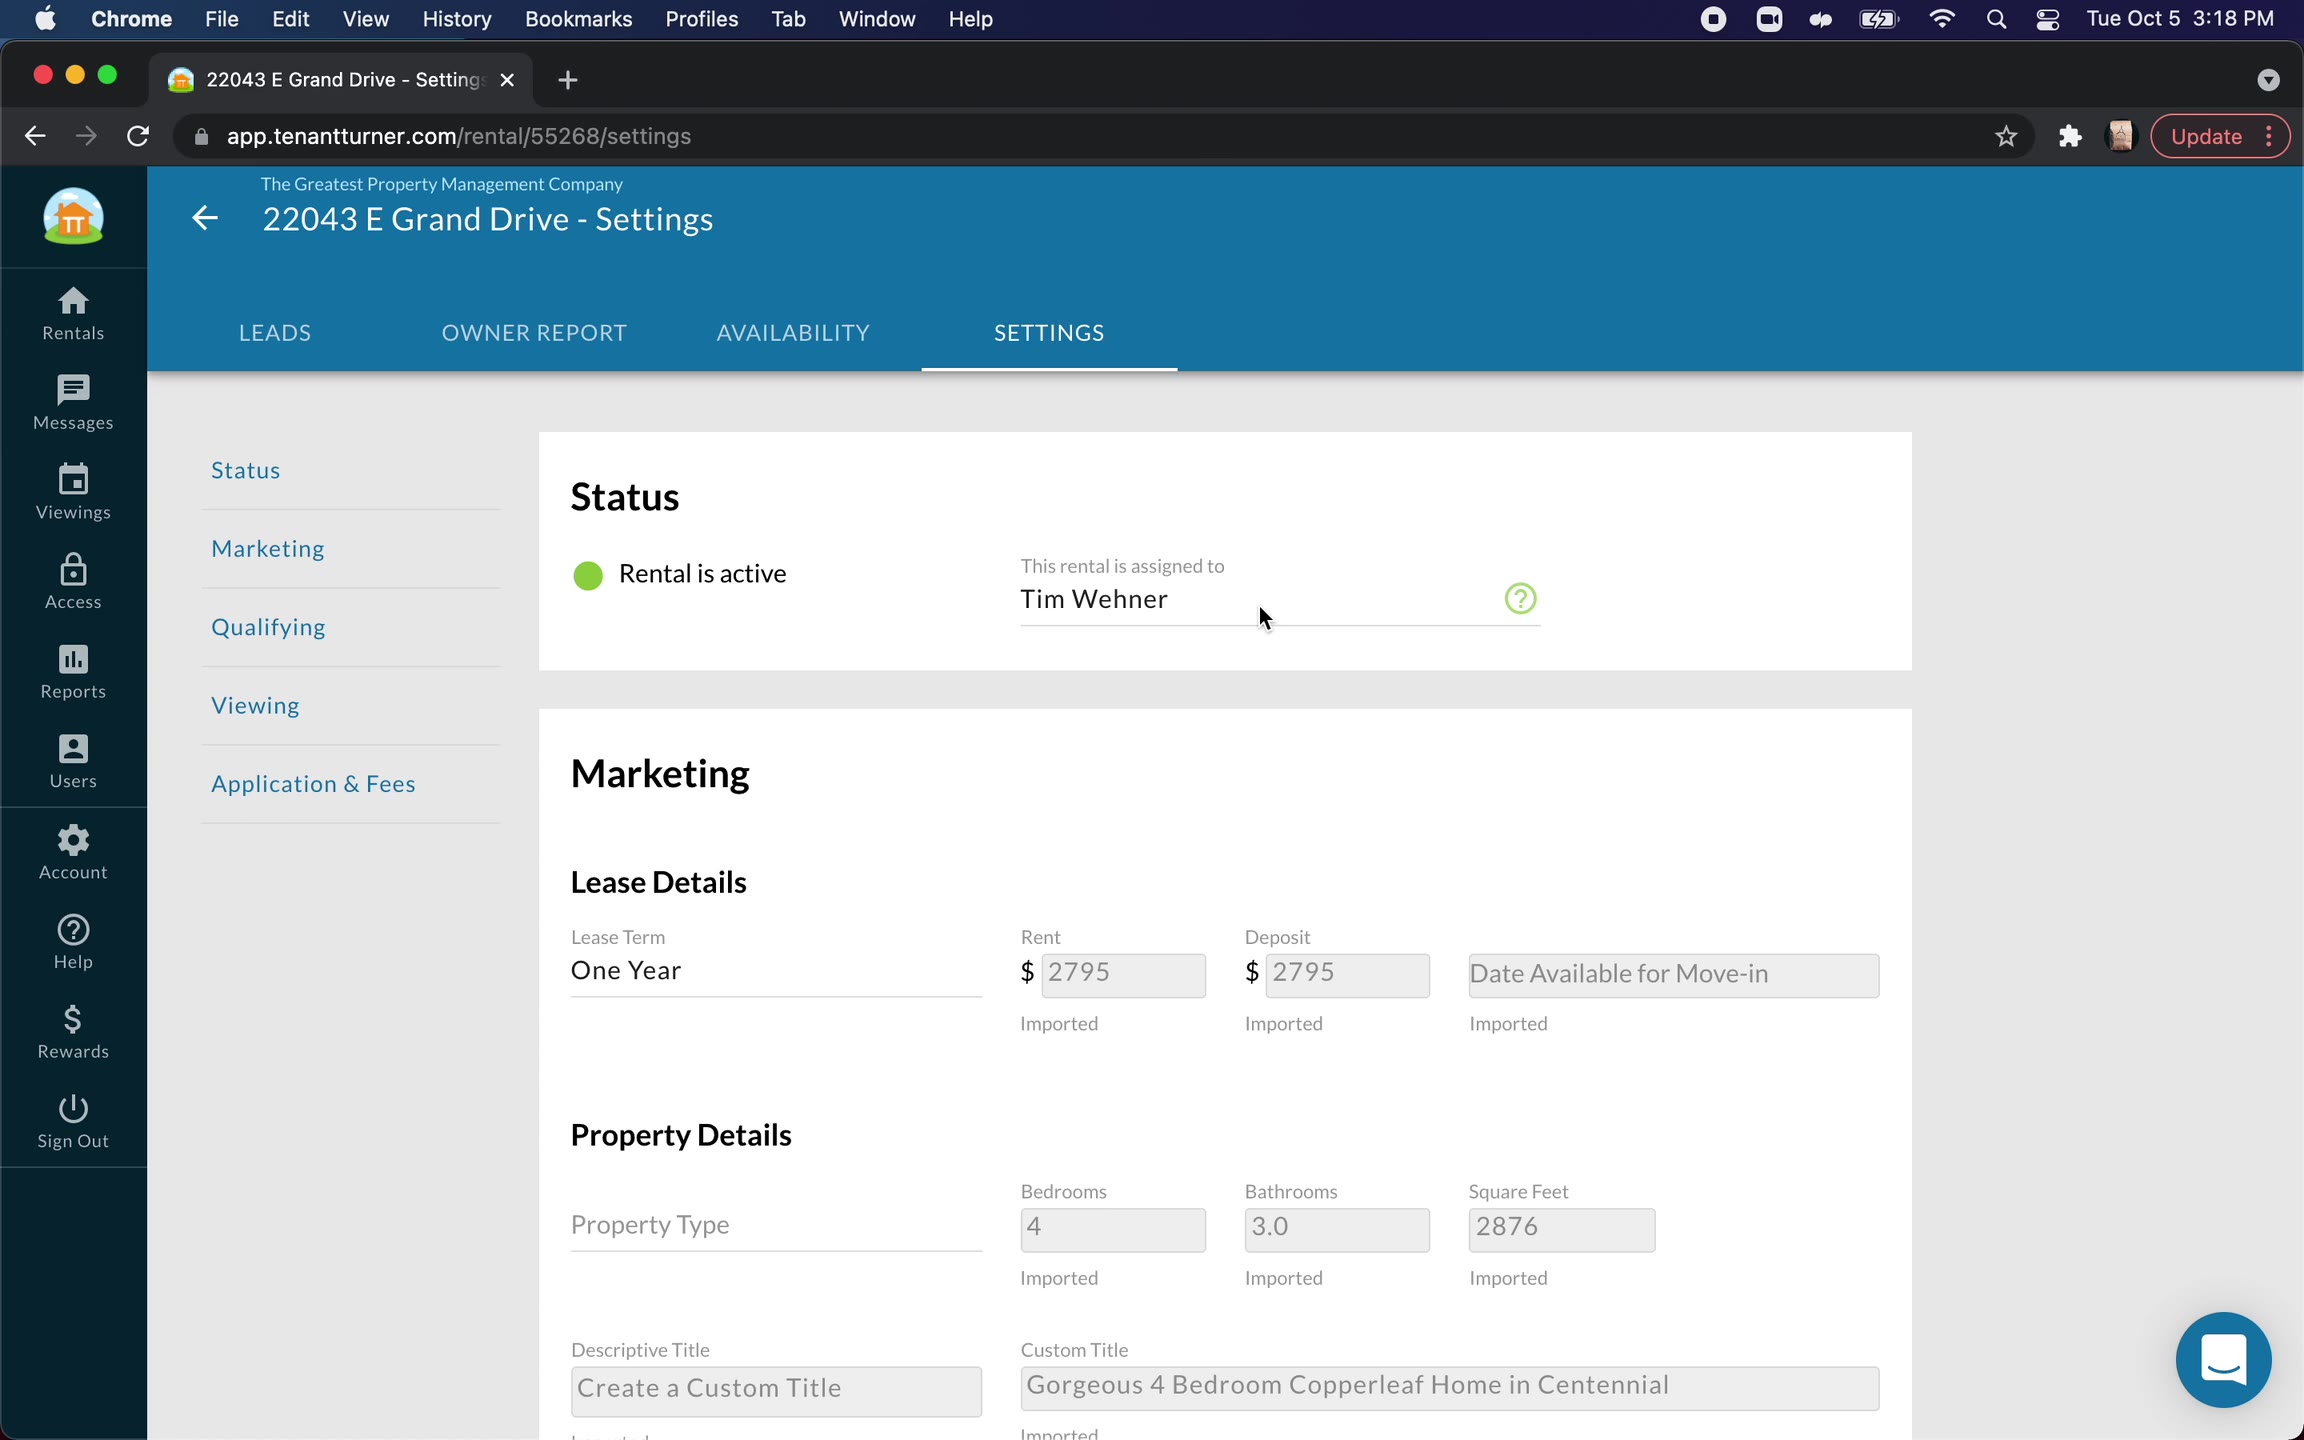 Chrome File Edit View History Bookmarks Profiles Tab Window Help Tue Oct 5 3:18 PM
22043 E Grand Drive - Settings
app.tenantturner.com/rental/55268/settings
Update
The Greatest Property Management Company
22043 E Grand Drive - Settings
LEADS OWNER REPORT AVAILABILITY SETTINGS
Rentals
Messages
Viewings
Access
Reports
Users
Account
Help
Rewards
Sign Out
Status
Marketing
Qualifying
Viewing
Application & Fees
Status
Rental is active
This rental is assigned to
Tim Wehner
Marketing
Lease Details
Lease Term Rent Deposit
One Year $ 2795 $ 2795 Date Available for Move-in
Imported Imported Imported
Property Details
Bedrooms Bathrooms Square Feet
Property Type 4 3.0 2876
Imported Imported Imported
Descriptive Title Custom Title
Create a Custom Title Gorgeous 4 Bedroom Copperleaf Home in Centennial
Imported